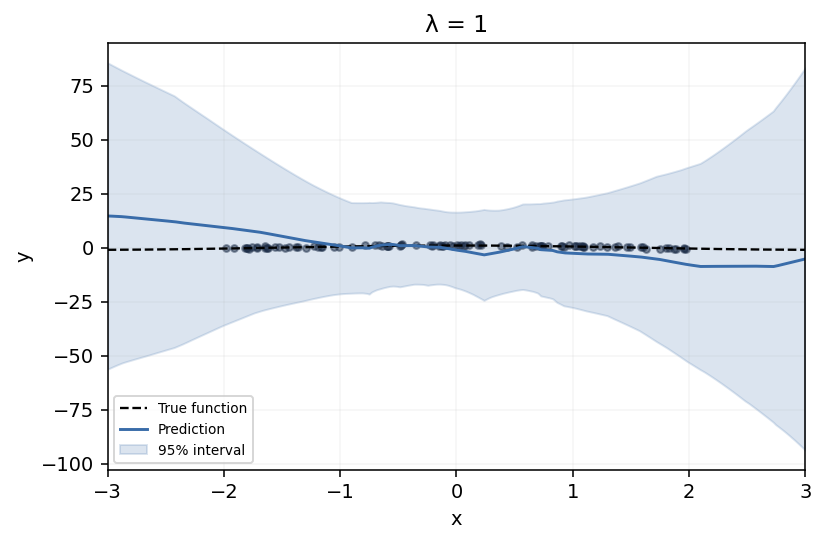 λ = 1
75
50
25
0
−25
−50
−75
−100
y
True function
Prediction
95% interval
−3 −2 −1 0 1 2 3
x